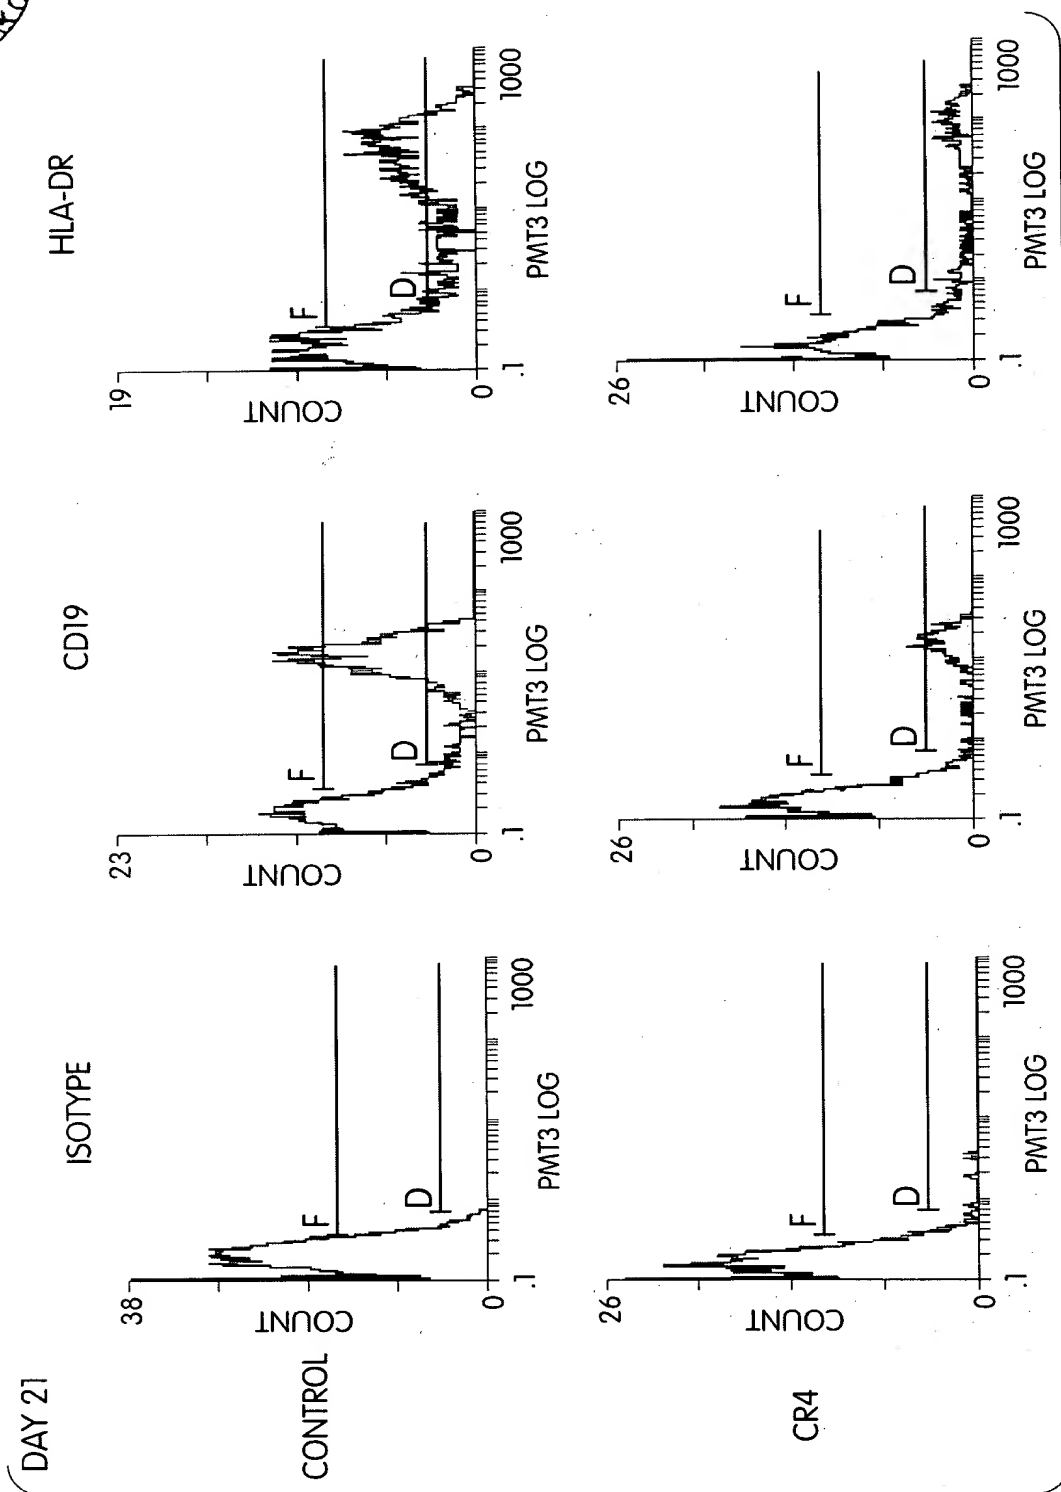 DAY 21
ISOTYPE
CD19
HLA-DR
CONTROL
38
COUNT
0
F
D
.1
1000
PMT3 LOG
23
COUNT
0
F
D
.1
1000
PMT3 LOG
19
COUNT
0
F
D
.1
1000
PMT3 LOG
CR4
26
COUNT
0
F
D
.1
1000
PMT3 LOG
26
COUNT
0
F
D
.1
1000
PMT3 LOG
26
COUNT
0
F
D
.1
1000
PMT3 LOG